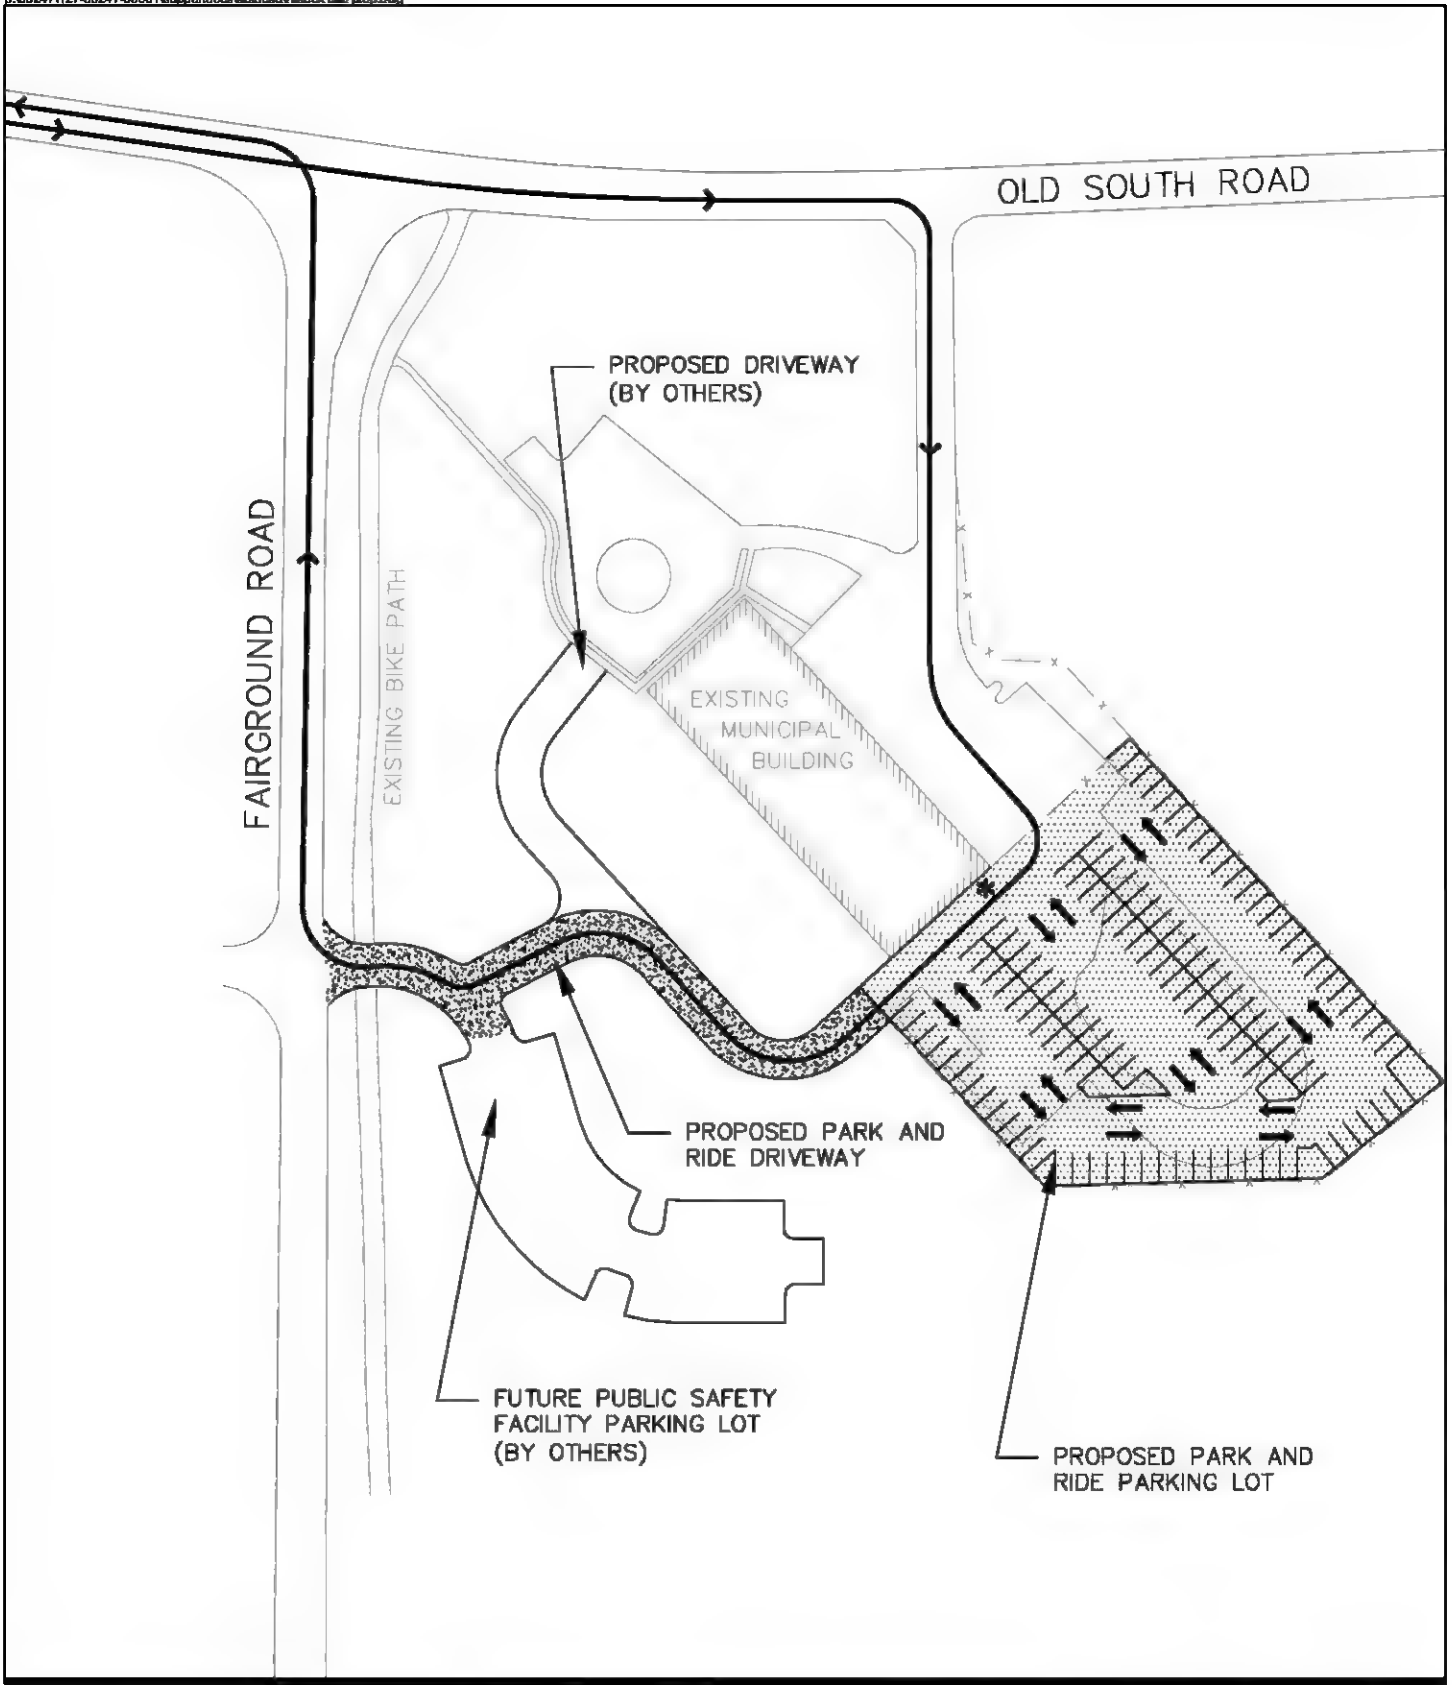 OLD SOUTH ROAD
PROPOSED DRIVEWAY
(BY OTHERS)
FAIRGROUND ROAD
EXISTING BIKE PATH
EXISTING
MUNICIPAL
BUILDING
PROPOSED PARK AND
RIDE DRIVEWAY
FUTURE PUBLIC SAFETY
FACILITY PARKING LOT
(BY OTHERS)
PROPOSED PARK AND
RIDE PARKING LOT